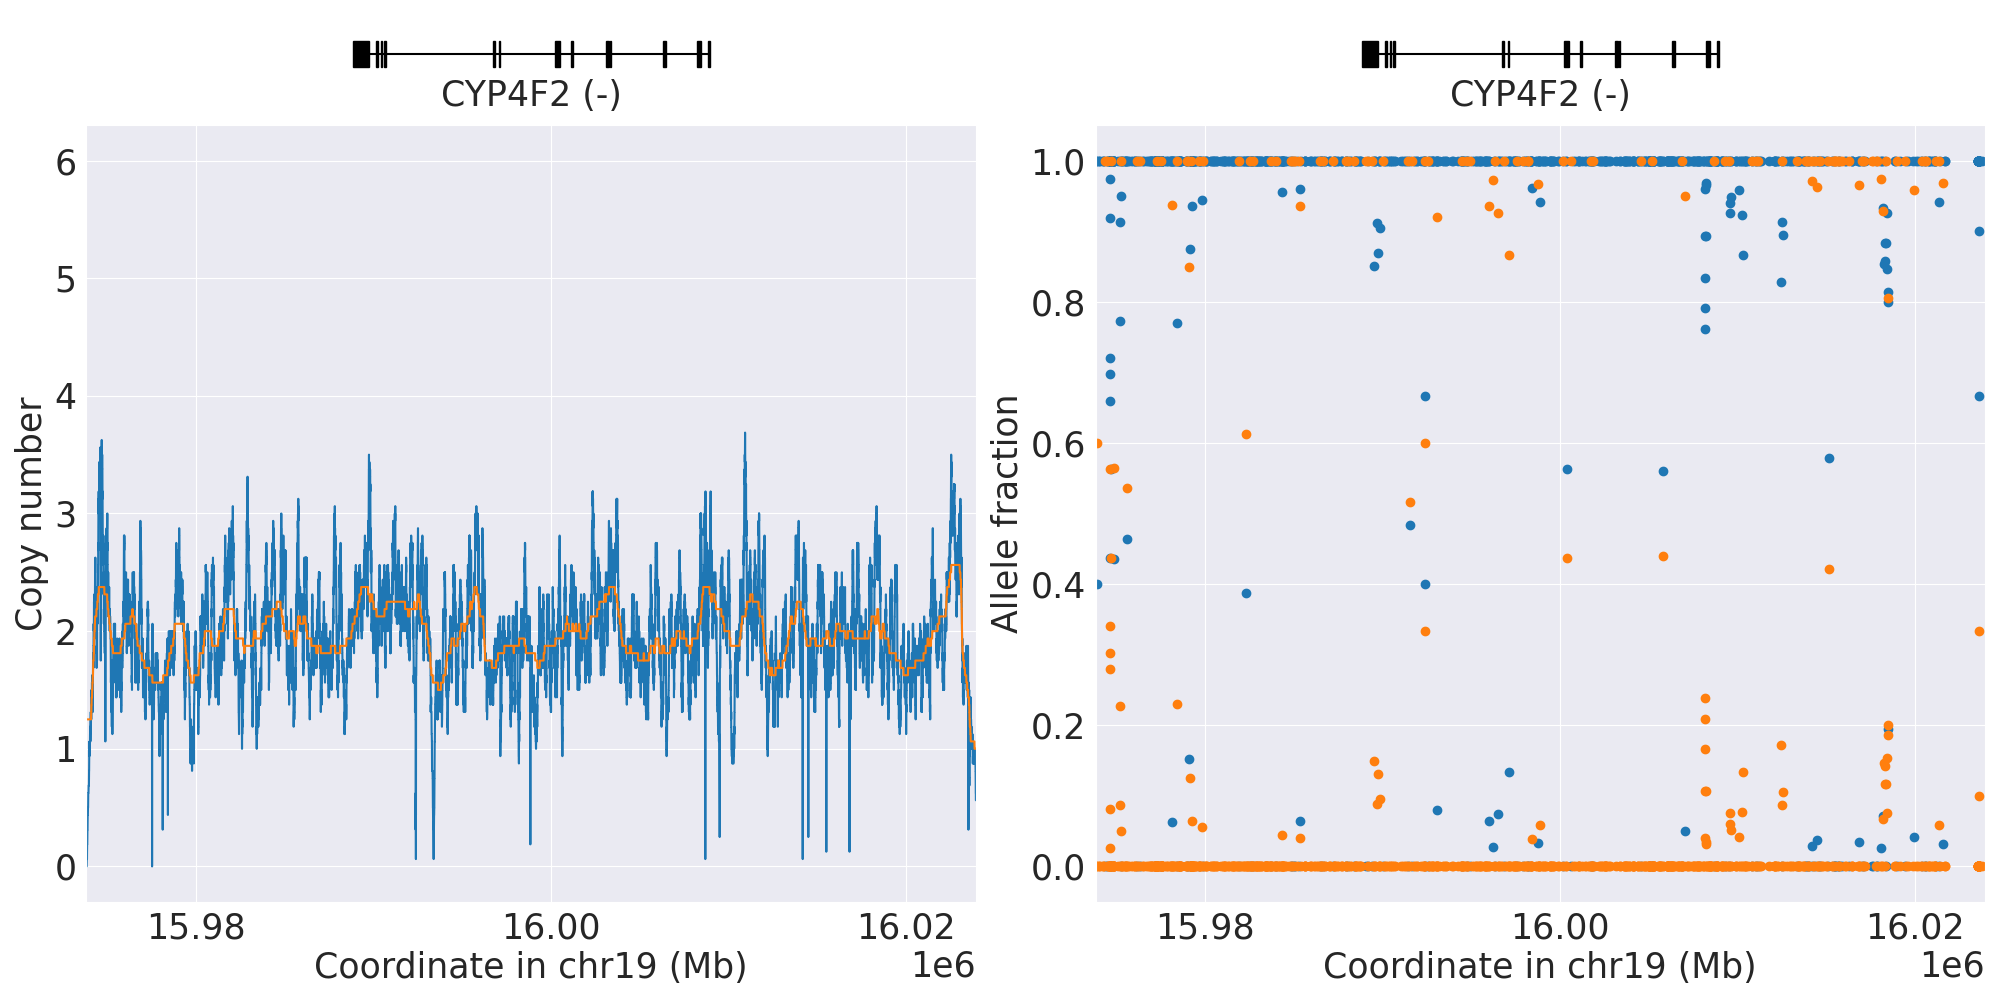 CYP4F2 (-)
6
5
4
3
2
1
0
Copy number
15.98
16.00
16.02
Coordinate in chr19 (Mb)
1e6
CYP4F2 (-)
1.0
0.8
0.6
0.4
0.2
0.0
Allele fraction
15.98
16.00
16.02
Coordinate in chr19 (Mb)
1e6